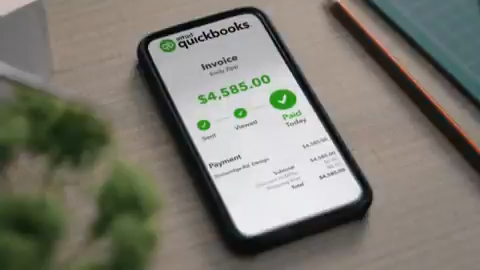 intuit
quickbooks
Invoice
$4,585.00
Sent
Viewed
Paid
Today
Payment
$4,585.00
Design
Subtotal
$4,585.00
Total
$4,585.00